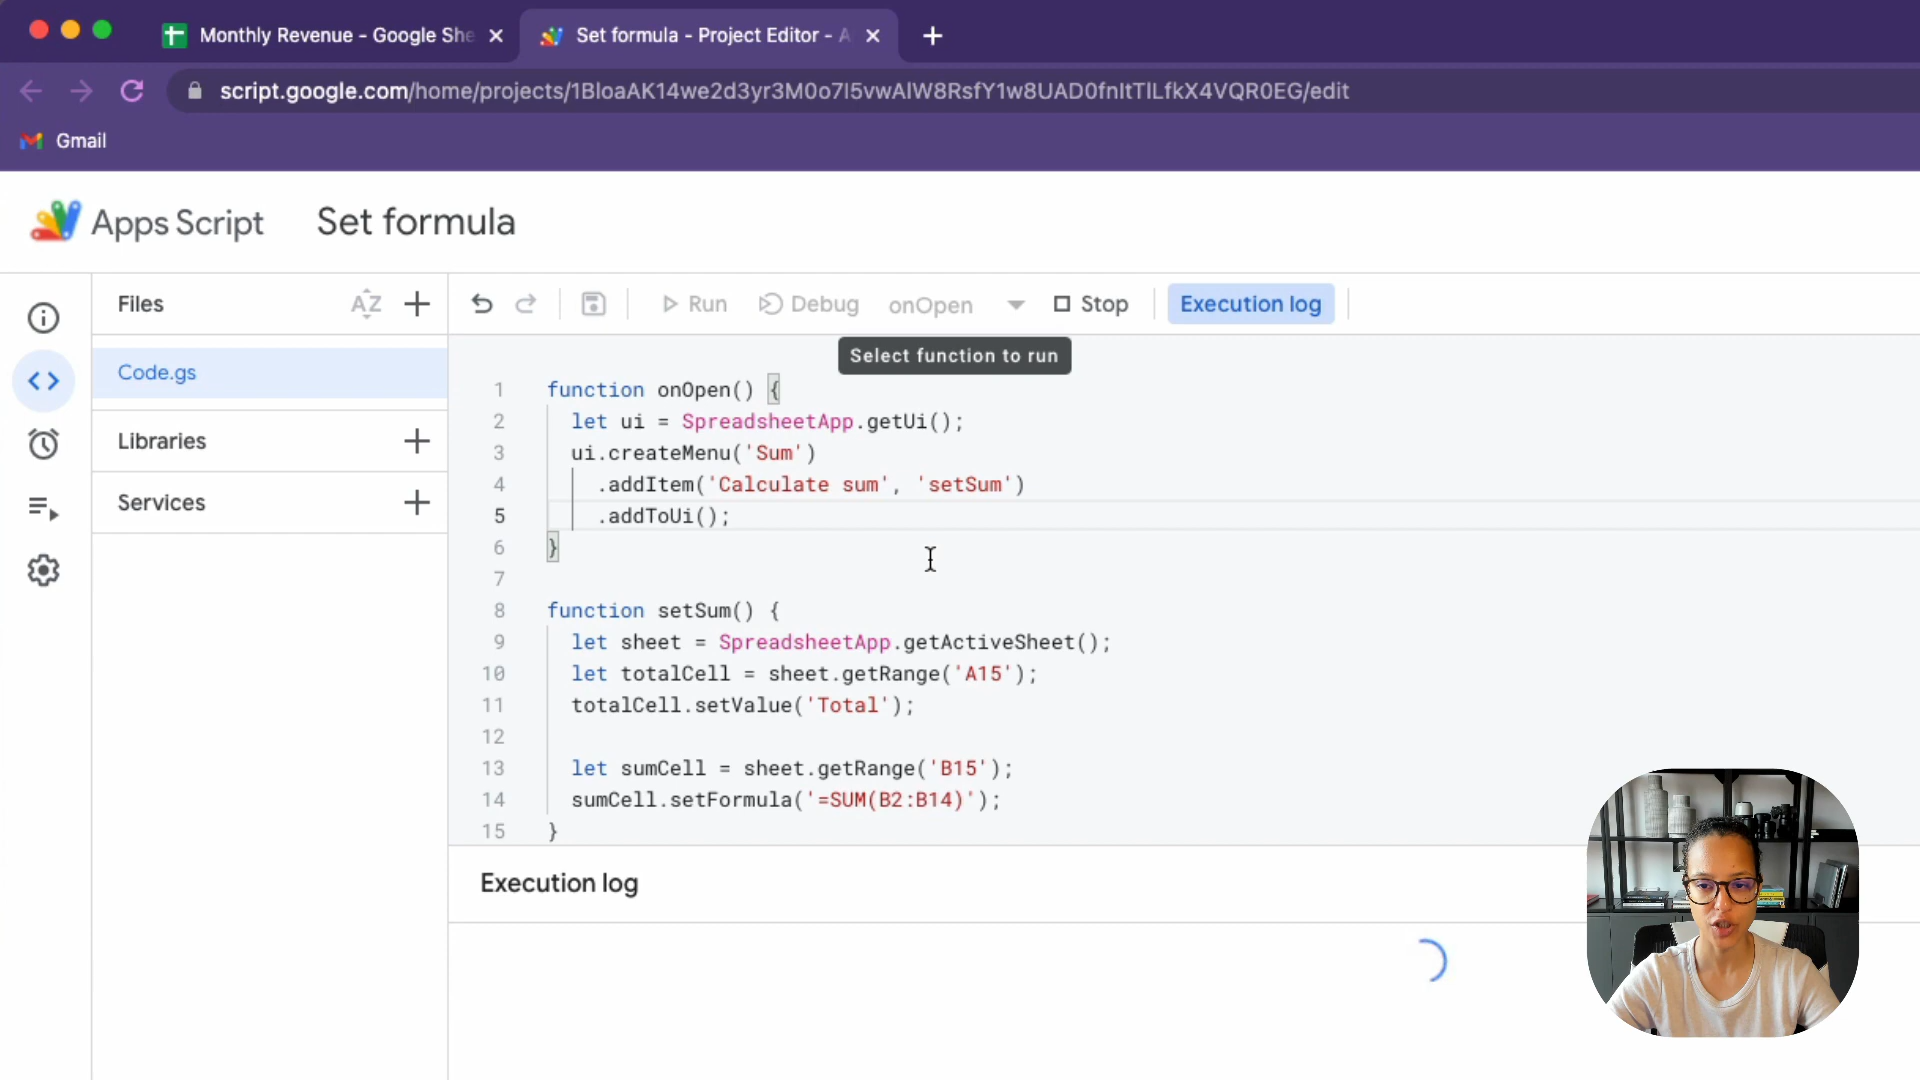 Monthly Revenue - Google She
Set formula - Project Editor - A
script.google.com/home/projects/1BloaAK14we2d3yr3M0o7I5vwAlW8RsfY1w8UAD0fnItTlLfkX4VQR0EG/edit
Gmail
Apps Script
Set formula
Files
AZ
Run
Debug
onOpen
Stop
Execution log
Select function to run
Code.gs
Libraries
Services
1 function onOpen() {
2 let ui = SpreadsheetApp.getUi();
3 ui.createMenu('Sum')
4 .addItem('Calculate sum', 'setSum')
5 .addToUi();
6 }
7
8 function setSum() {
9 let sheet = SpreadsheetApp.getActiveSheet();
10 let totalCell = sheet.getRange('A15');
11 totalCell.setValue('Total');
12
13 let sumCell = sheet.getRange('B15');
14 sumCell.setFormula('=SUM(B2:B14)');
15 }
Execution log